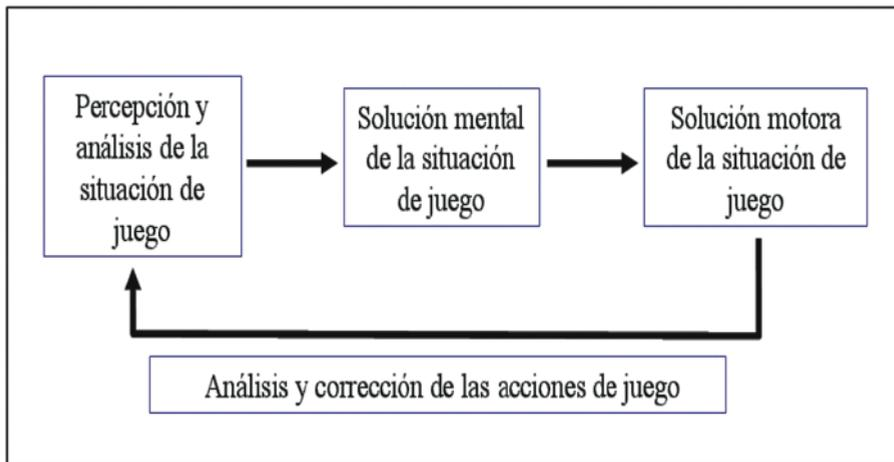 Percepción y
análisis de la
situación de
juego
Solución mental
de la situación
de juego
Solución motora
de la situación de
juego
Análisis y corrección de las acciones de juego